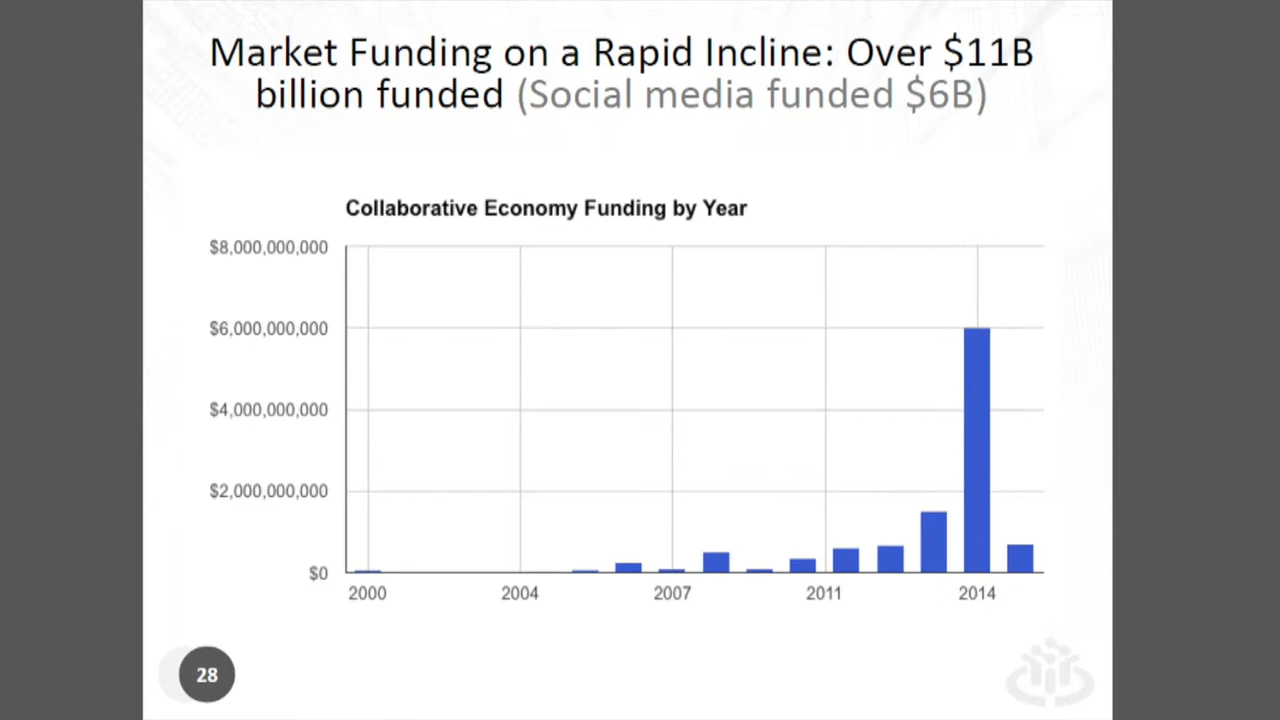 Market Funding on a Rapid Incline: Over $11B
billion funded (Social media funded $6B)
Collaborative Economy Funding by Year
$8,000,000,000
$6,000,000,000
$4,000,000,000
$2,000,000,000
$0
2000 2004 2007 2011 2014
28